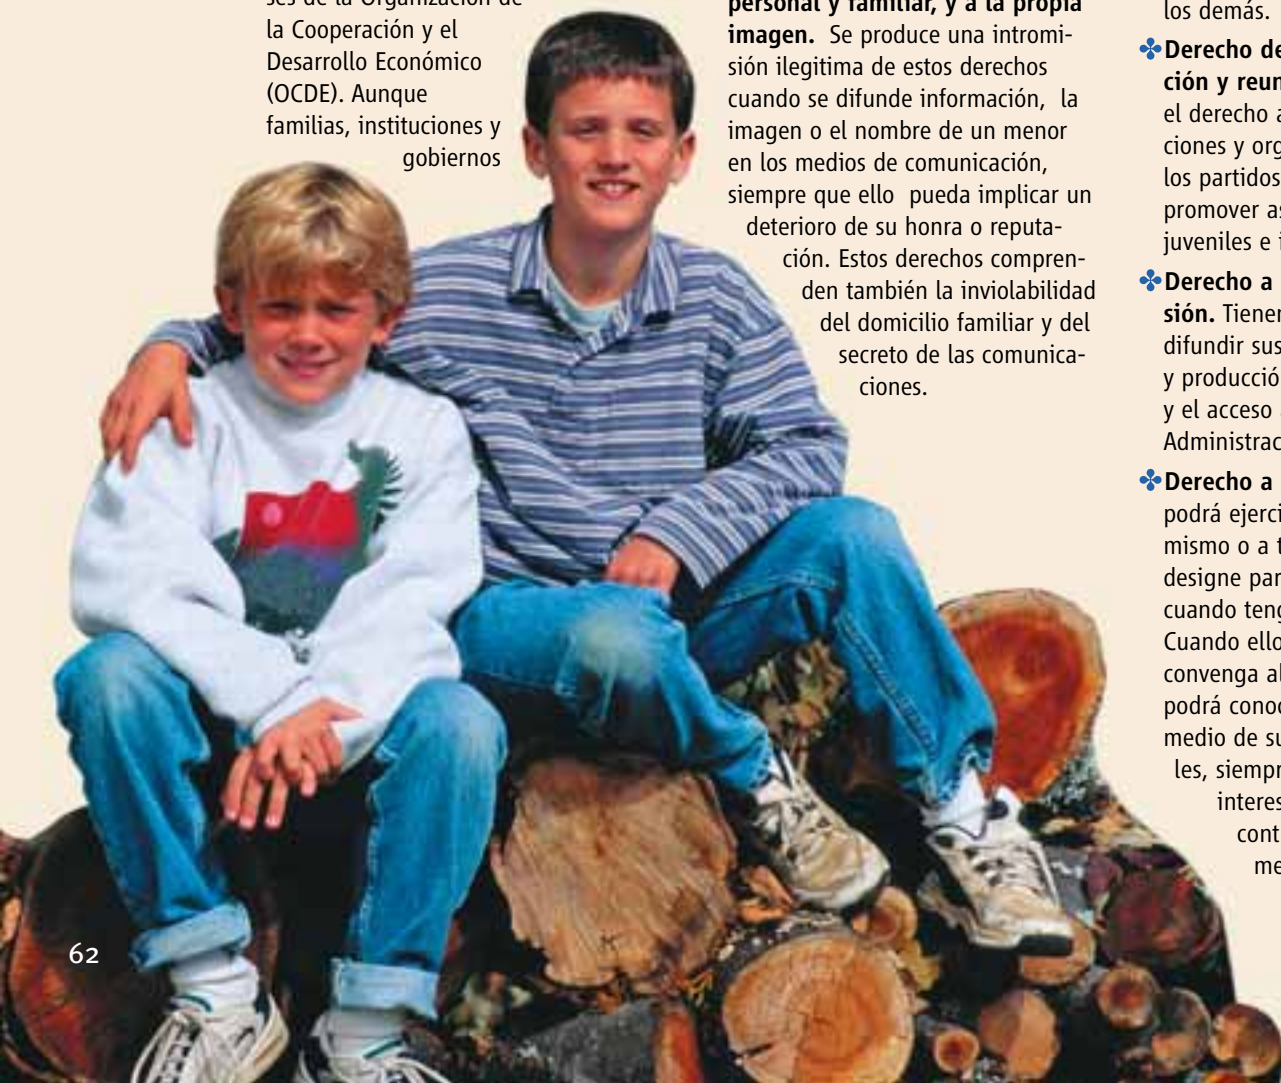 ses de la Organización de
la Cooperación y el
Desarrollo Económico
(OCDE). Aunque
familias, instituciones y
gobiernos
personal y familiar, y a la propia
imagen. Se produce una intromi-
sión ilegitima de estos derechos
cuando se difunde información, la
imagen o el nombre de un menor
en los medios de comunicación,
siempre que ello pueda implicar un
deterioro de su honra o reputa-
ción. Estos derechos compren-
den también la inviolabilidad
del domicilio familiar y del
secreto de las comunica-
ciones.
los demás.
Derecho de
ción y reun
el derecho a
ciones y org
los partidos
promover as
juveniles e i
Derecho a
sión. Tienen
difundir sus
y producció
y el acceso
Administrac
Derecho a
podrá ejerci
mismo o a t
designe par
cuando teng
Cuando ello
convenga al
podrá conoc
medio de su
les, siempr
interes
cont
me
62